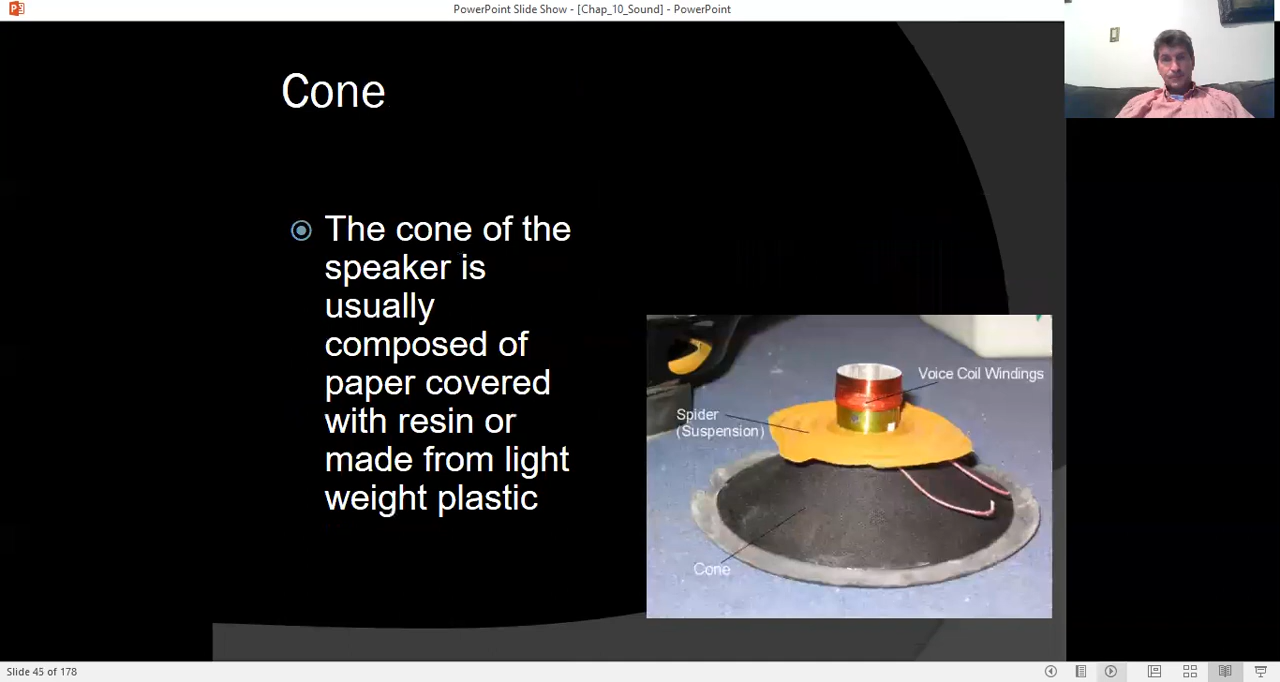 PowerPoint Slide Show - [Chap_10_Sound] - PowerPoint
Cone
The cone of the
speaker is
usually
composed of
paper covered
with resin or
made from light
weight plastic
Voice Coil Windings
Spider
(Suspension)
Cone
Slide 45 of 178